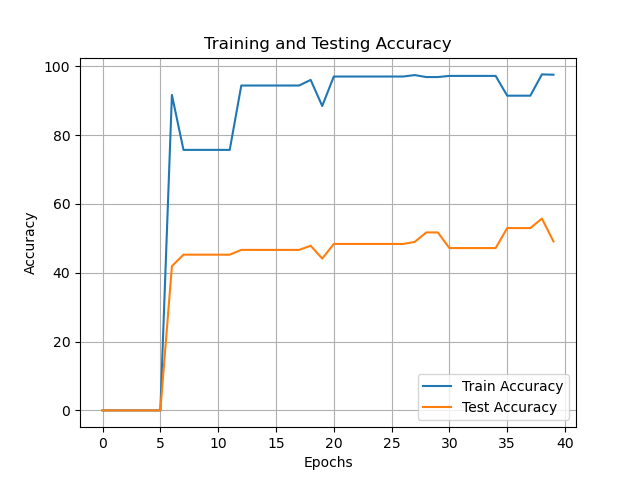 Training and Testing Accuracy
100
80
60
40
20
0
Accuracy
0 5 10 15 20 25 30 35 40
Epochs
Train Accuracy
Test Accuracy